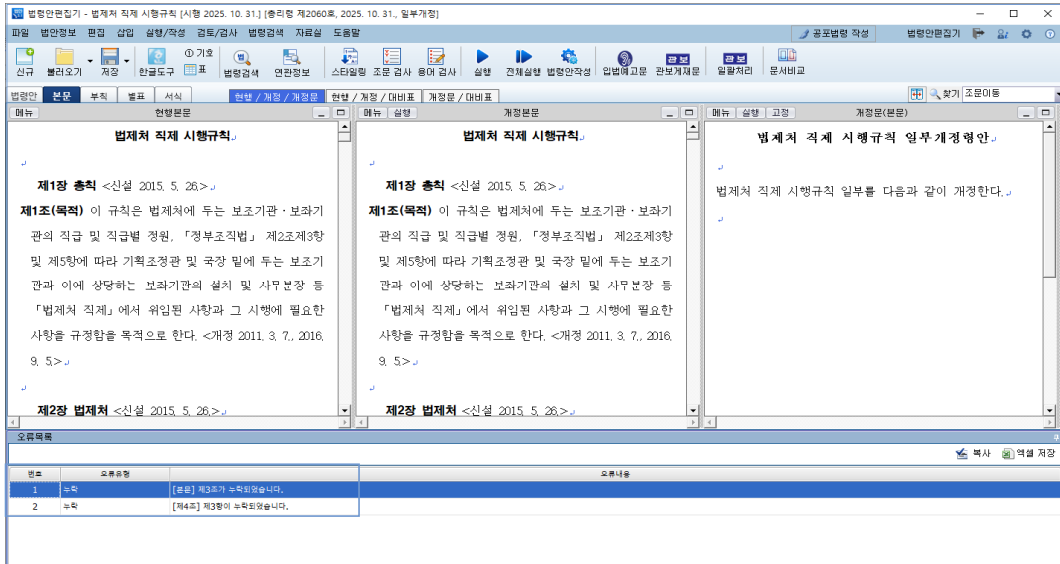 법령안편집기 - 법제처 직제 시행규칙 [시행 2025. 10. 31.] [총리령 제2060호, 2025. 10. 31., 일부개정]
파일 법안정보 편집 삽입 실행/작성 검토/검사 법령검색 자료실 도움말 공포법령 작성 법령안편집기
신규 불러오기 저장 한글도구 ①기호 표 법령검색 연관정보 스타일링 조문 검사 용어 검사 실행 전체실행 법령안작성 입법예고문 관보 관보게재문 관보 일괄처리 문서비교
법령안 본문 부칙 별표 서식 현행 / 개정 / 개정문 현행 / 개정 / 대비표 개정문 / 대비표 찾기 조문이동
메뉴 현행본문
법제처 직제 시행규칙
제1장 총칙 <신설 2015. 5. 26.>
제1조(목적) 이 규칙은 법제처에 두는 보조기관ㆍ보좌기
관의 직급 및 직급별 정원, 「정부조직법」 제2조제3항
및 제5항에 따라 기획조정관 및 국장 밑에 두는 보조기
관과 이에 상당하는 보좌기관의 설치 및 사무분장 등
「법제처 직제」에서 위임된 사항과 그 시행에 필요한
사항을 규정함을 목적으로 한다. <개정 2011. 3. 7., 2016.
9. 5.>
제2장 법제처 <신설 2015. 5. 26.>
메뉴 실행 개정본문
법제처 직제 시행규칙
제1장 총칙 <신설 2015. 5. 26.>
제1조(목적) 이 규칙은 법제처에 두는 보조기관ㆍ보좌기
관의 직급 및 직급별 정원, 「정부조직법」 제2조제3항
및 제5항에 따라 기획조정관 및 국장 밑에 두는 보조기
관과 이에 상당하는 보좌기관의 설치 및 사무분장 등
「법제처 직제」에서 위임된 사항과 그 시행에 필요한
사항을 규정함을 목적으로 한다. <개정 2011. 3. 7., 2016.
9. 5.>
제2장 법제처 <신설 2015. 5. 26.>
메뉴 실행 고정 개정문(본문)
법제처 직제 시행규칙 일부개정령안
법제처 직제 시행규칙 일부를 다음과 같이 개정한다.
오류목록
복사 엑셀 저장
번호 오류유형 오류내용
1 누락 [본문] 제3조가 누락되었습니다.
2 누락 [제4조] 제3항이 누락되었습니다.